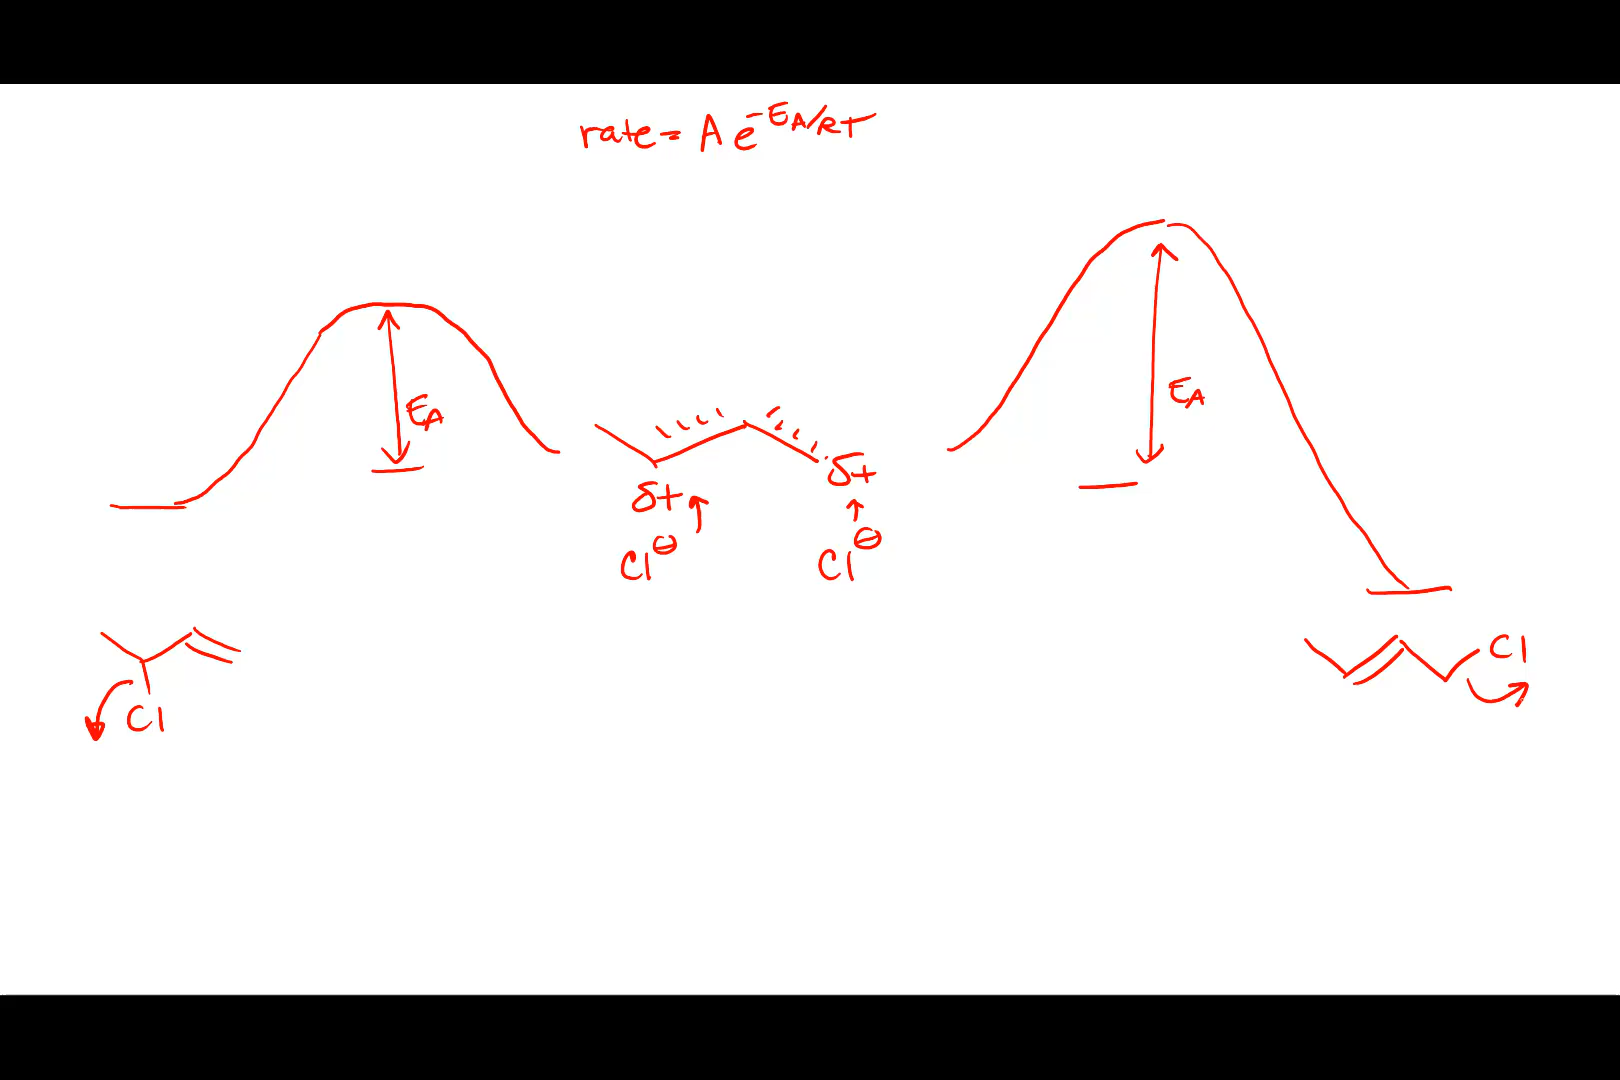 rate = A e^-EA/RT
EA
EA
δ+
δ+
Cl⊖
Cl⊖
Cl
Cl